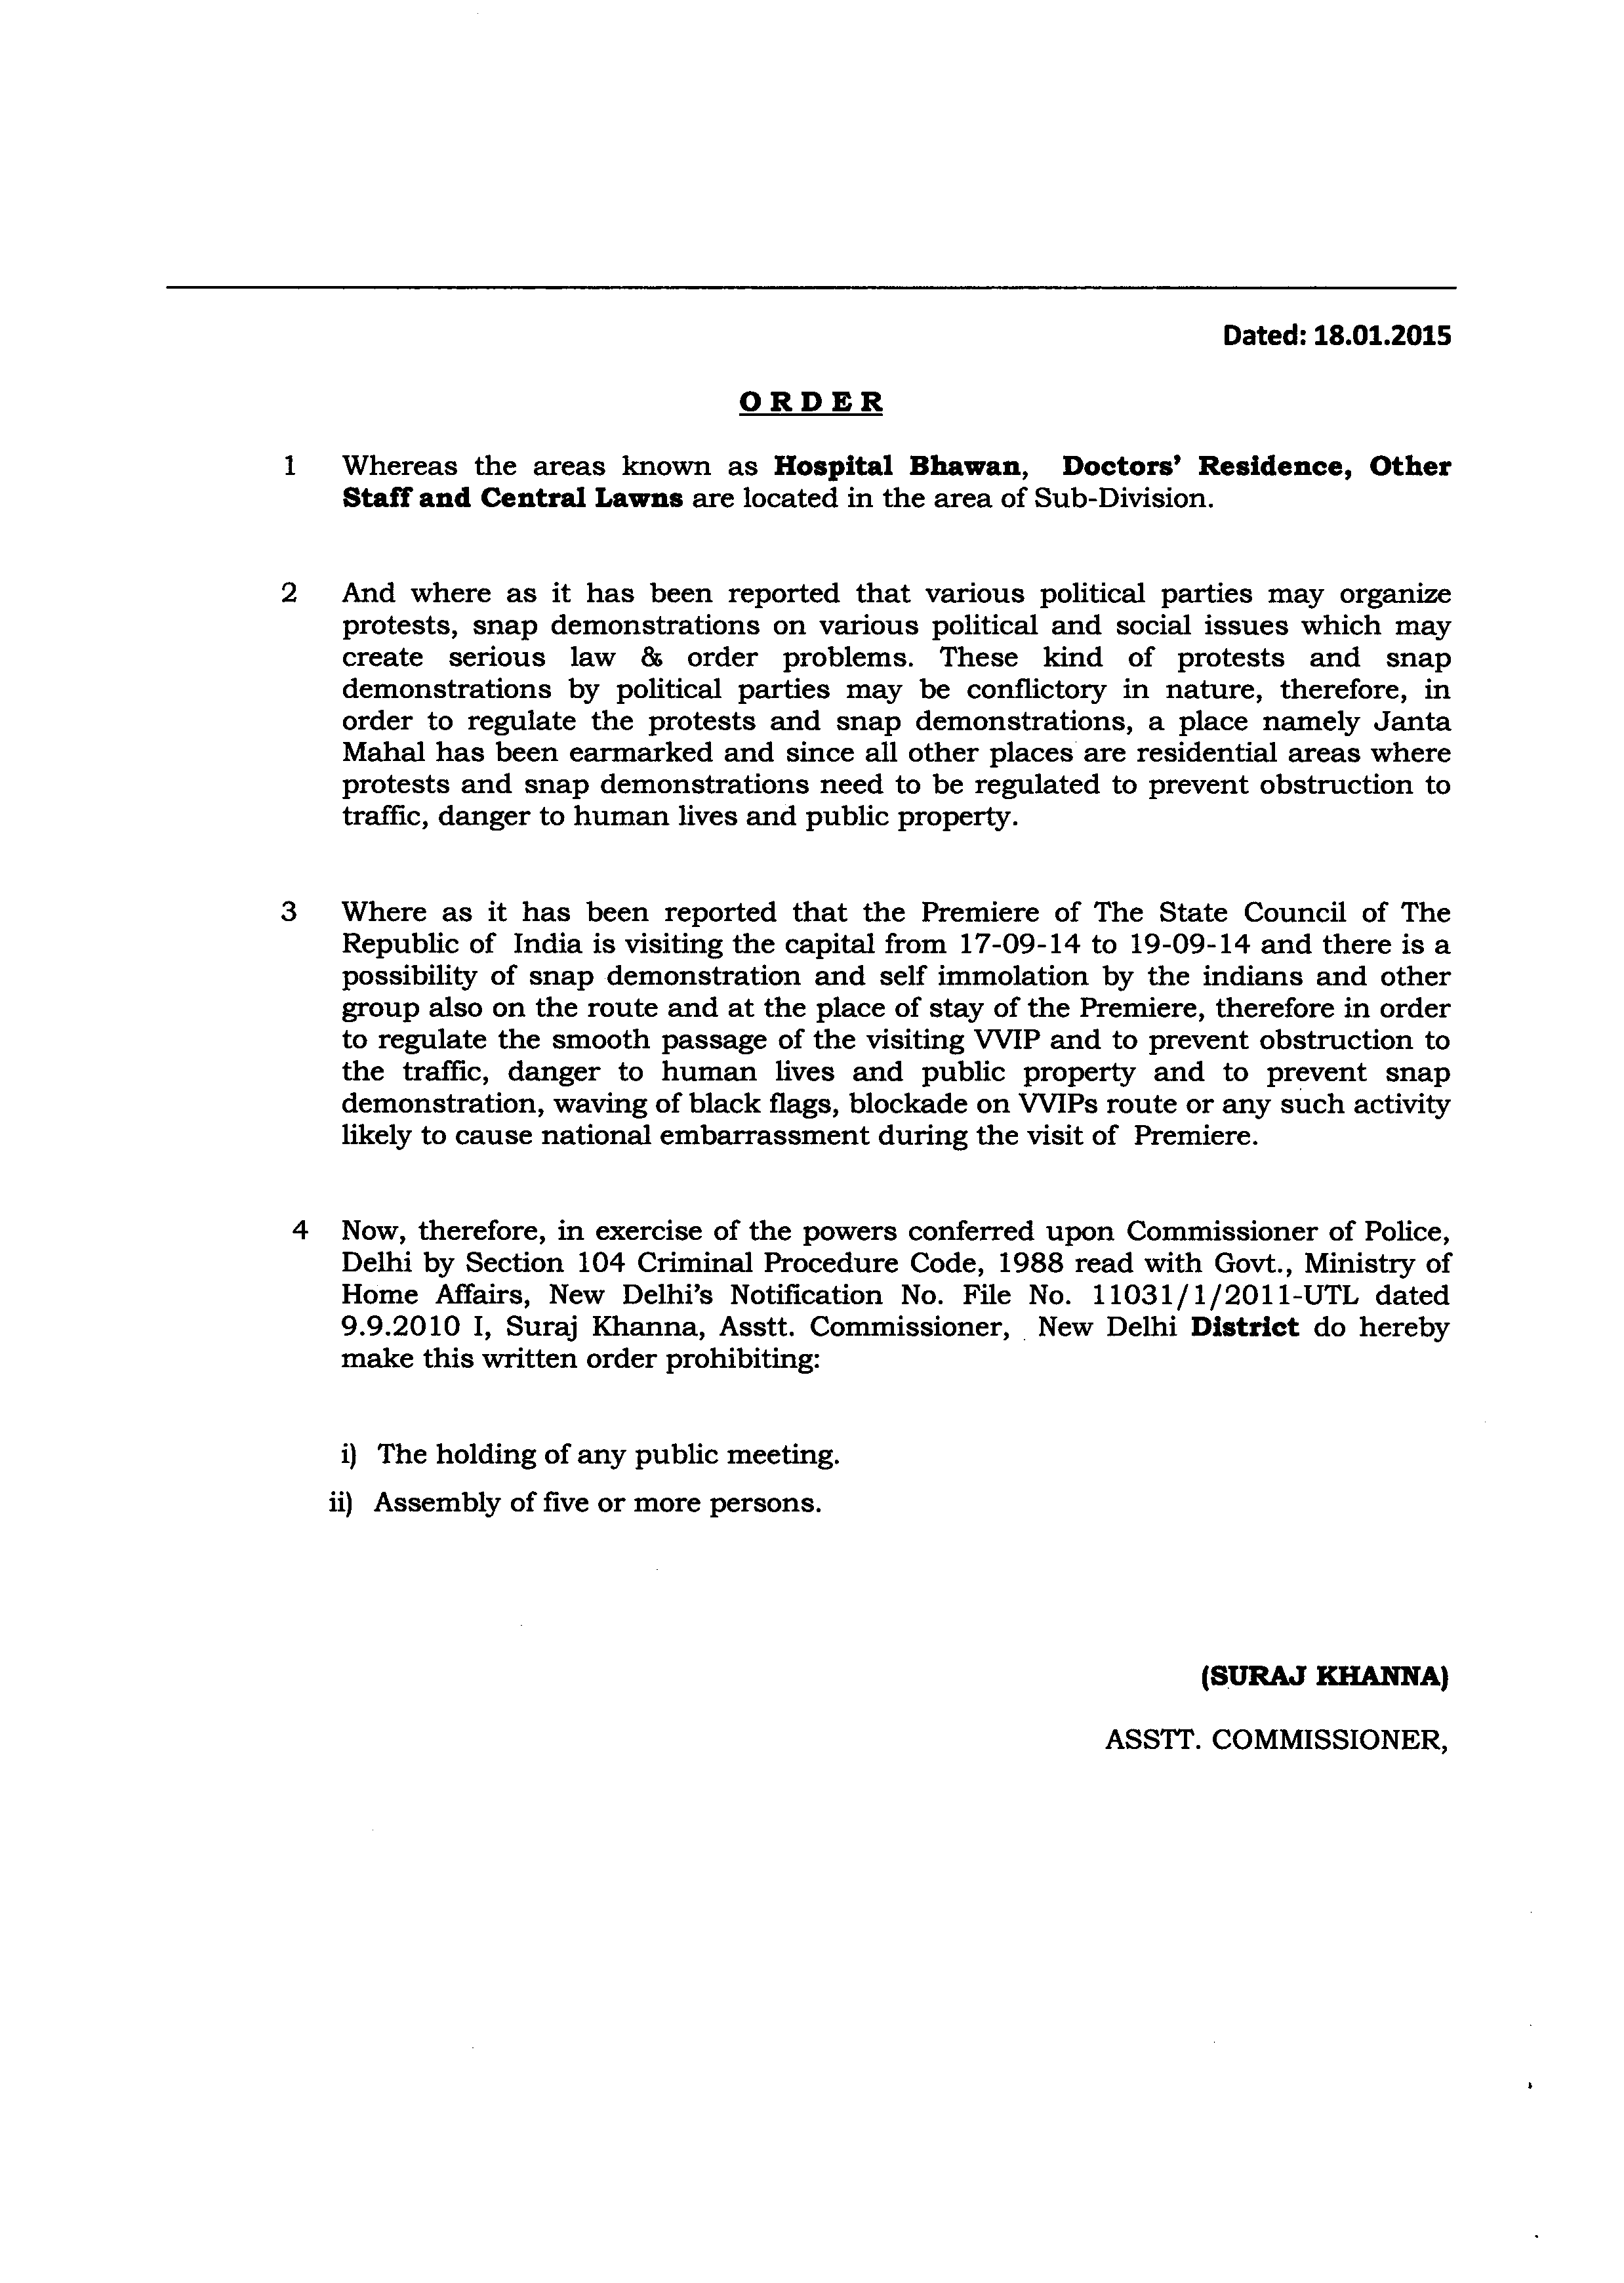 Dated: 18.01.2015
ORDER
1 Whereas the areas known as Hospital Bhawan, Doctors' Residence, Other
Staff and Central Lawns are located in the area of Sub-Division.
2 And where as it has been reported that various political parties may organize
protests, snap demonstrations on various political and social issues which may
create serious law & order problems. These kind of protests and snap
demonstrations by political parties may be conflictory in nature, therefore, in
order to regulate the protests and snap demonstrations, a place namely Janta
Mahal has been earmarked and since all other places are residential areas where
protests and snap demonstrations need to be regulated to prevent obstruction to
traffic, danger to human lives and public property.
3 Where as it has been reported that the Premiere of The State Council of The
Republic of India is visiting the capital from 17-09-14 to 19-09-14 and there is a
possibility of snap demonstration and self immolation by the indians and other
group also on the route and at the place of stay of the Premiere, therefore in order
to regulate the smooth passage of the visiting VVIP and to prevent obstruction to
the traffic, danger to human lives and public property and to prevent snap
demonstration, waving of black flags, blockade on VVIPs route or any such activity
likely to cause national embarrassment during the visit of Premiere.
4 Now, therefore, in exercise of the powers conferred upon Commissioner of Police,
Delhi by Section 104 Criminal Procedure Code, 1988 read with Govt., Ministry of
Home Affairs, New Delhi's Notification No. File No. 11031/1/2011-UTL dated
9.9.2010 I, Suraj Khanna, Asstt. Commissioner, New Delhi District do hereby
make this written order prohibiting:
i) The holding of any public meeting.
ii) Assembly of five or more persons.
(SURAJ KHANNA)
ASSTT. COMMISSIONER,